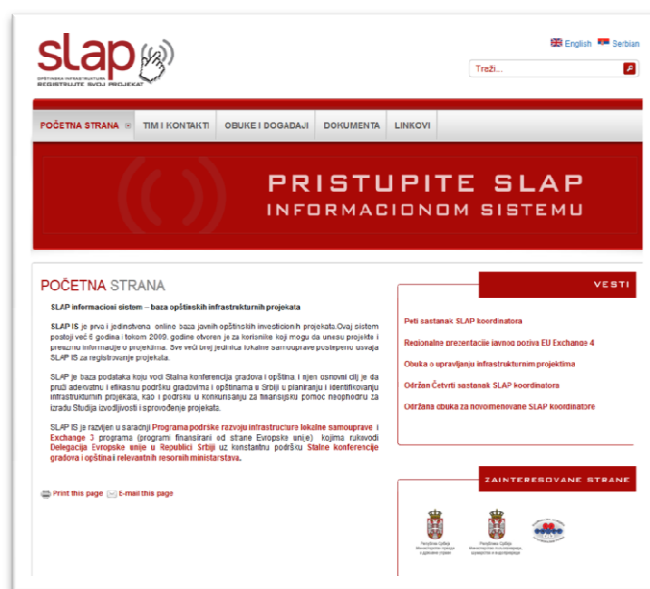 slap
OPŠTINSKA INFRASTRUKTURA
REGISTRUJTE SVOJ PROJEKAT
English Serbian
Traži...
POČETNA STRANA
TIM I KONTAKTI
OBUKE I DOGAĐAJI
DOKUMENTA
LINKOVI
PRISTUPITE SLAP
INFORMACIONOM SISTEMU
POČETNA STRANA
SLAP informacioni sistem – baza opštinskih infrastrukturnih projekata
SLAP IS je prva i jedinstvena online baza javnih opštinskih investicionih projekata.Ovaj sistem
postoji već 6 godina i tokom 2009. godine otvoren je za korisnike koji mogu da unesu projekte i
preuzmu informacije o projektima. Sve veći broj jedinica lokalne samouprave postepeno usvaja
SLAP IS za registrovanje projekata.
SLAP je baza podataka koju vodi Stalna konferencija gradova i opština i njen osnovni cilj je da
pruži adekvatnu i efikasnu podršku gradovima i opštinama u Srbiji u planiranju i identifikovanju
infrastrukturnih projekata, kao i podršku u konkurisanju za finansijsku pomoć neophodnu za
izradu Studija izvodljivosti i sprovođenje projekata.
SLAP IS je razvijen u saradnji Programa podrske razvoju infrastructure lokalne samouprave i
Exchange 3 programa (program finansirani od strane Evropske unije) kojima rukovodi
Delegacija Evropske unije u Republici Srbiji uz konstantnu podršku Stalne konferencije
gradova i opština i relevantnih resornih ministarstava.
Print this page E-mail this page
VESTI
Peti sastanak SLAP koordinatora
Regionalne prezentacije javnog poziva EU Exchange 4
Obuka o upravljanju infrastrukturnim projektima
Održan Četvrti sastanak SLAP koordinatora
Održana obuka za novoimenovane SLAP koordinatore
ZAINTERESOVANE STRANE
Република Србија
Република Србија